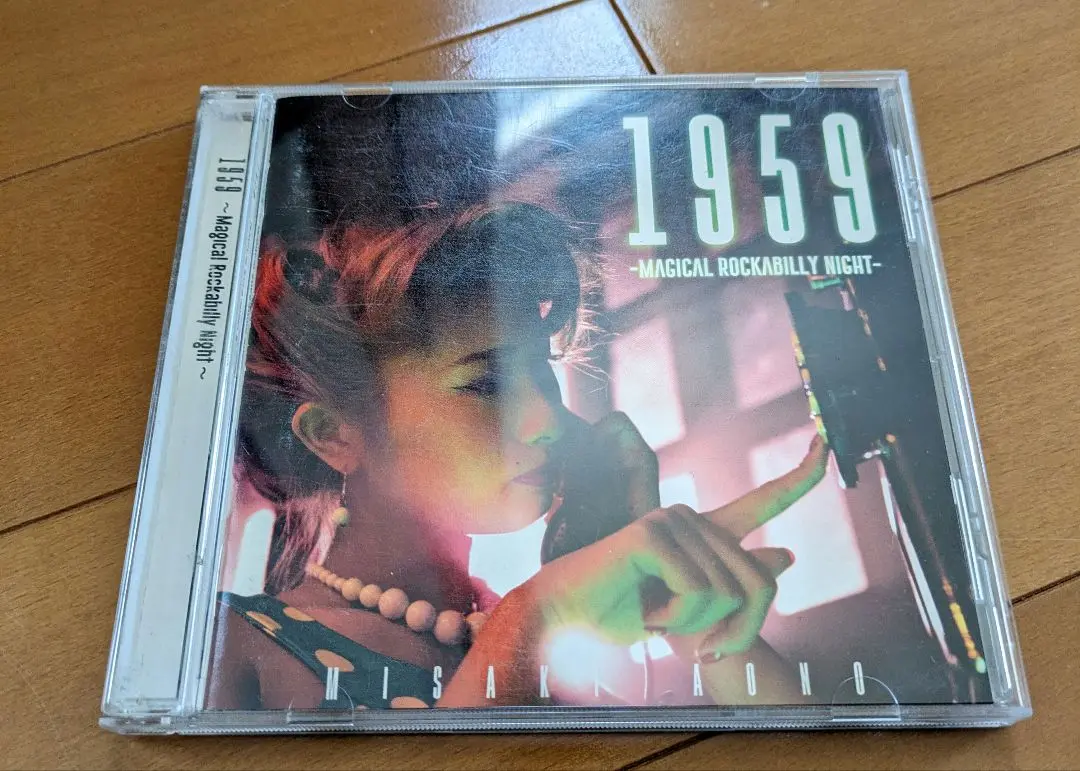 1959 ~Magical Rockabilly Night~
1959
-MAGICAL ROCKABILLY NIGHT-
MISAKI AONO